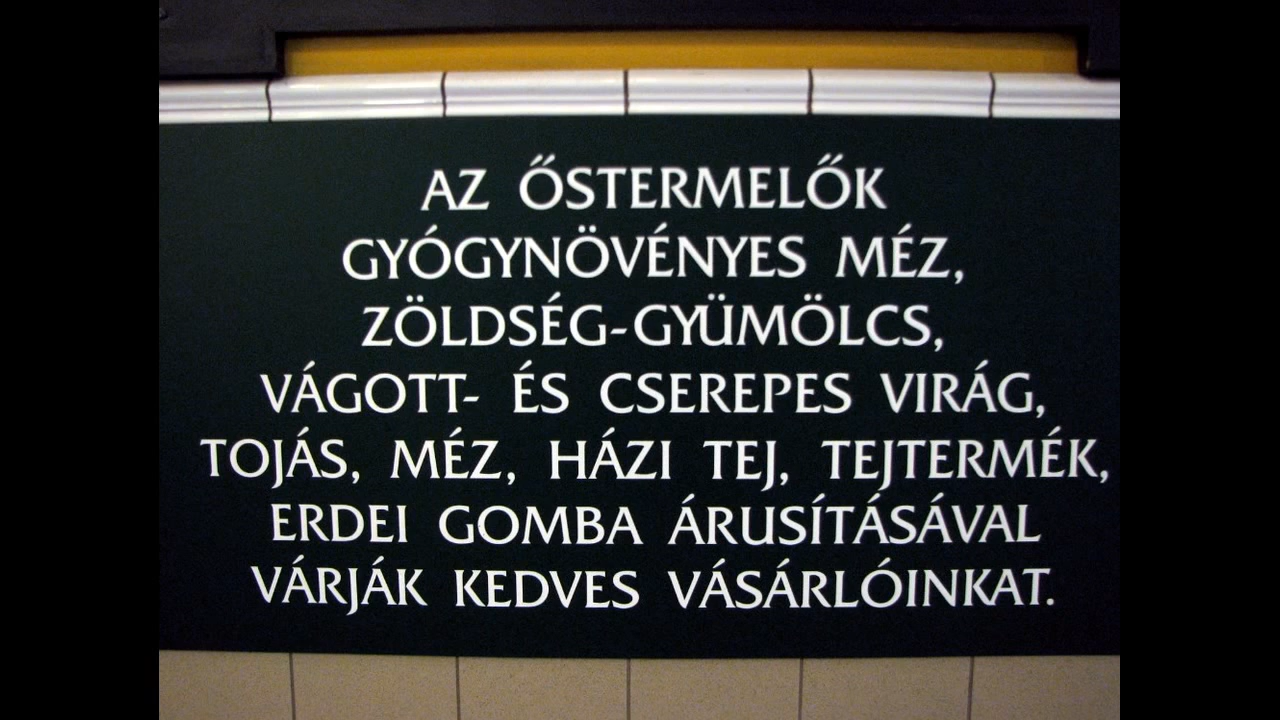 AZ ŐSTERMELŐK
GYÓGYNÖVÉNYES MÉZ,
ZÖLDSÉG-GYÜMÖLCS,
VÁGOTT- ÉS CSEREPES VIRÁG,
TOJÁS, MÉZ, HÁZI TEJ, TEJTERMÉK,
ERDEI GOMBA ÁRUSÍTÁSÁVAL
VÁRJÁK KEDVES VÁSÁRLÓINKAT.